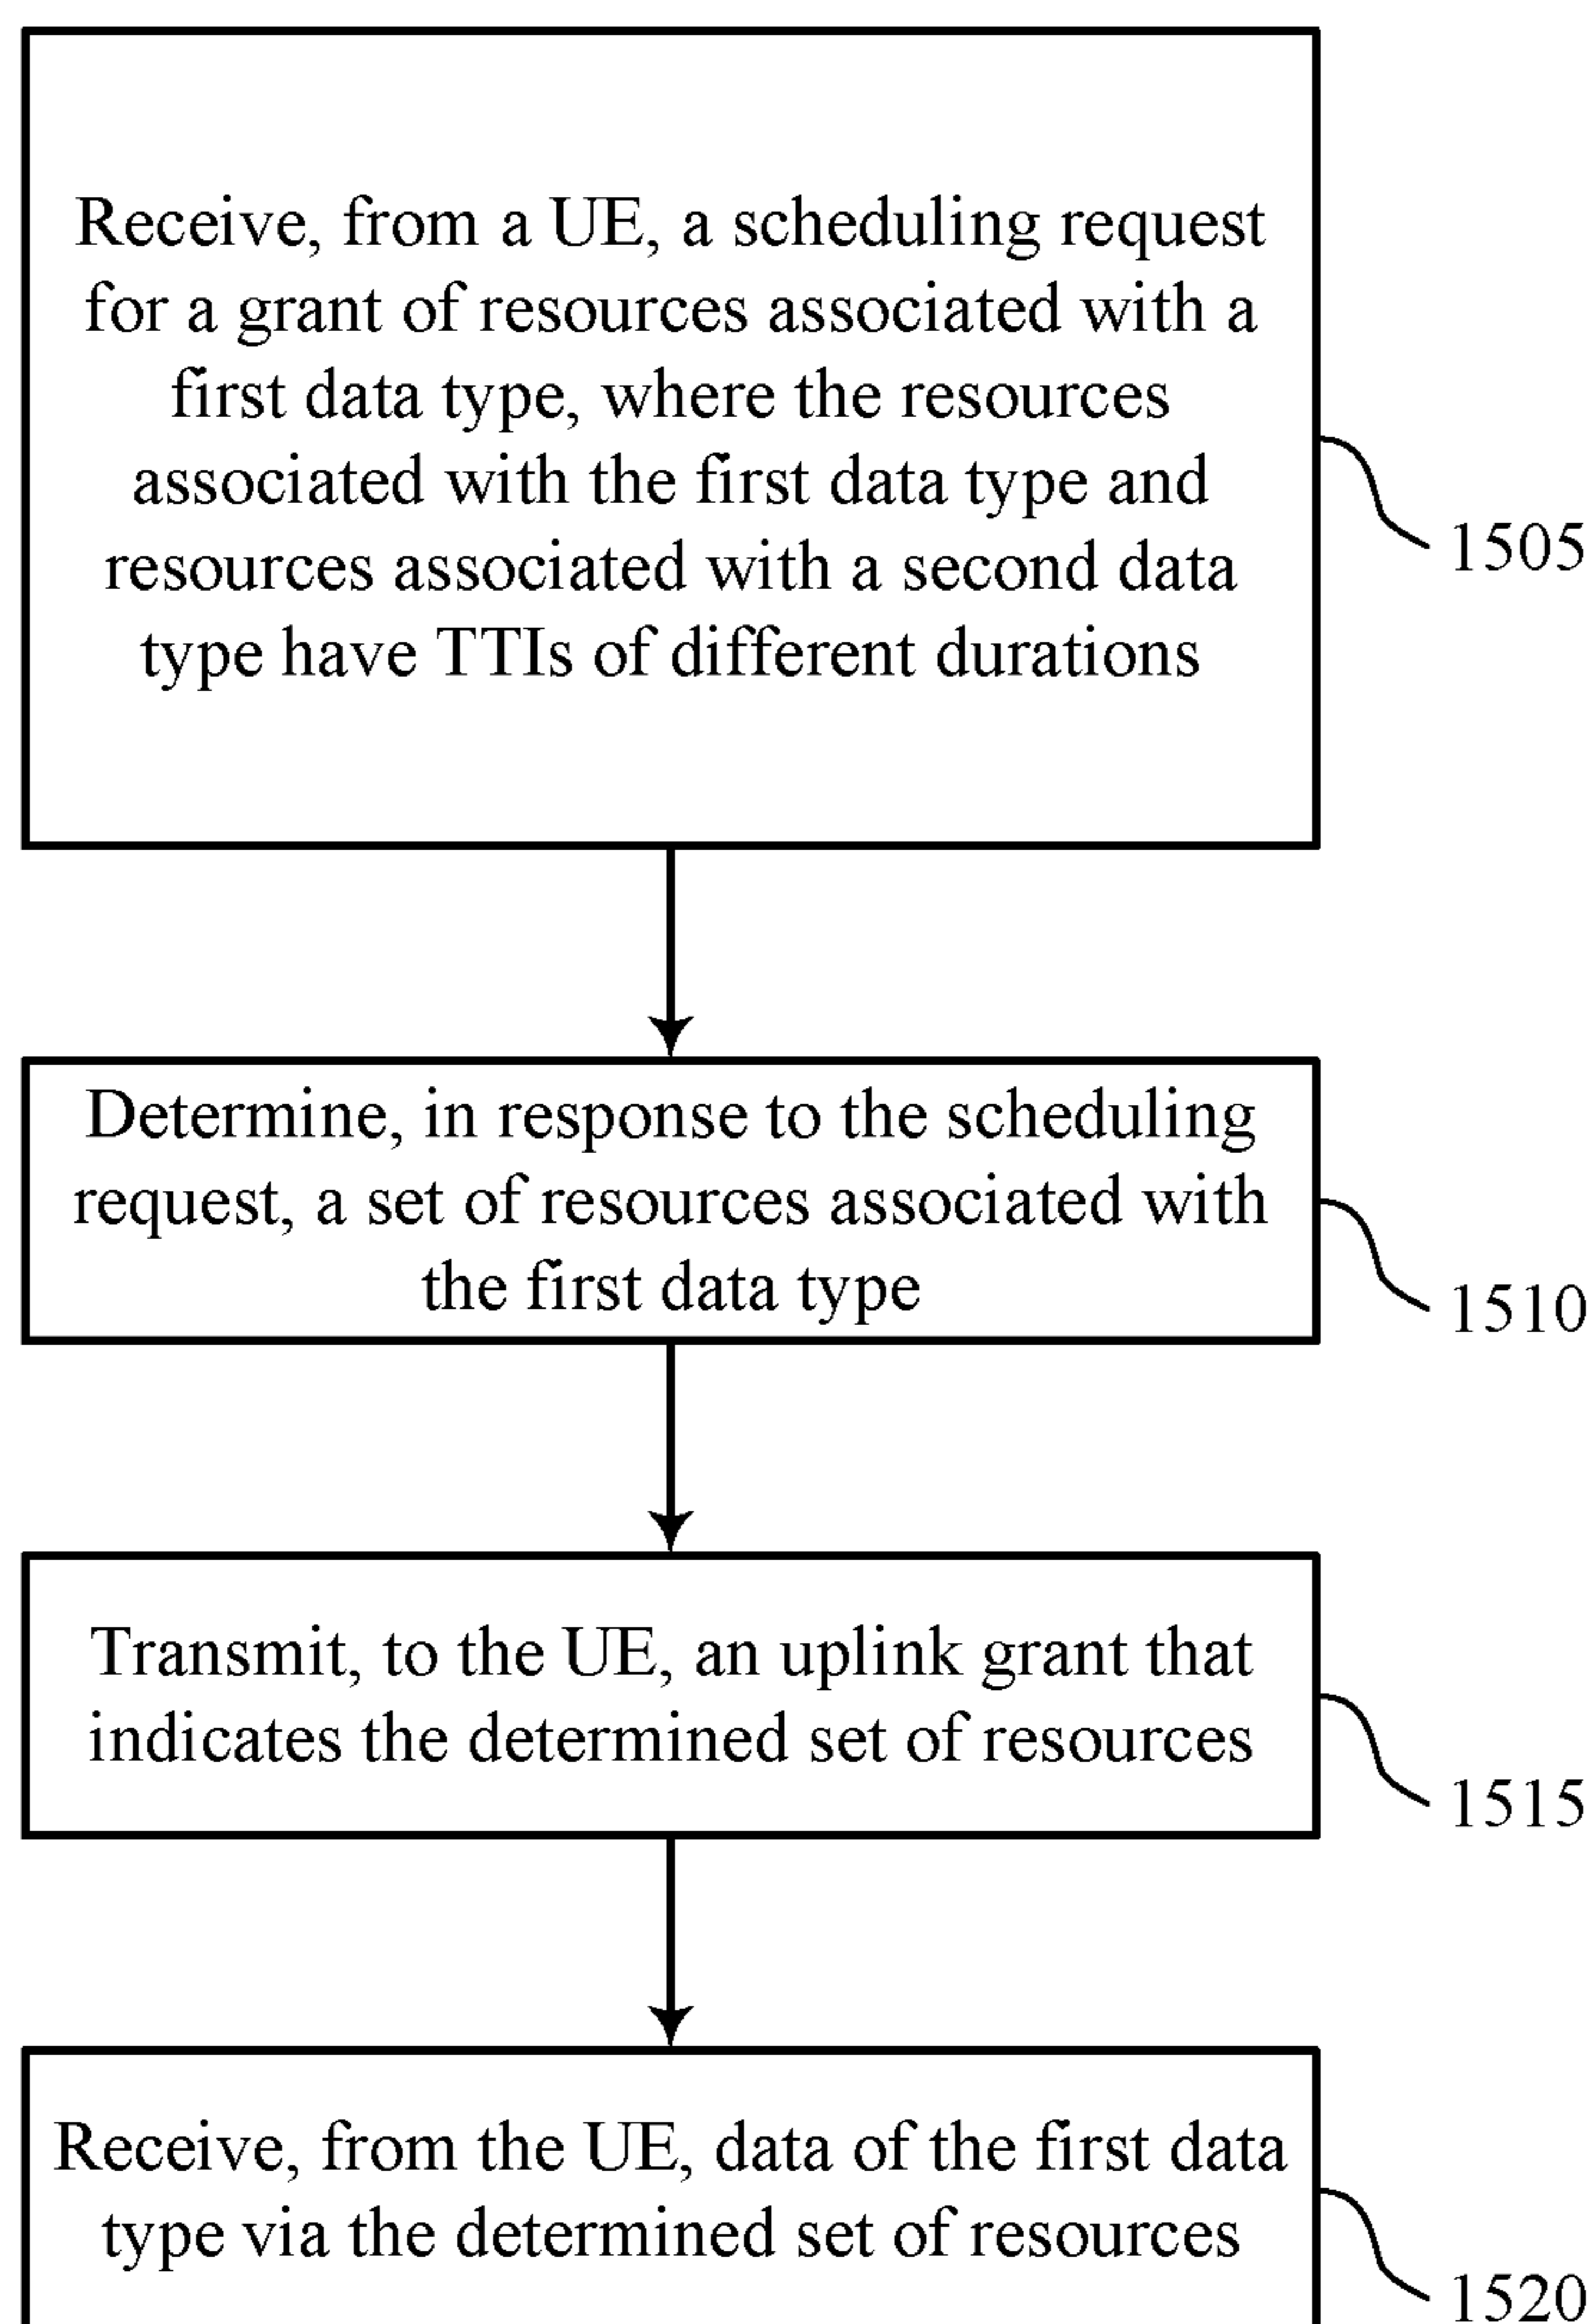 Receive, from a UE, a scheduling request
for a grant of resources associated with a
first data type, where the resources
associated with the first data type and
resources associated with a second data
type have TTIs of different durations
1505
Determine, in response to the scheduling
request, a set of resources associated with
the first data type
1510
Transmit, to the UE, an uplink grant that
indicates the determined set of resources
1515
Receive, from the UE, data of the first data
type via the determined set of resources
1520